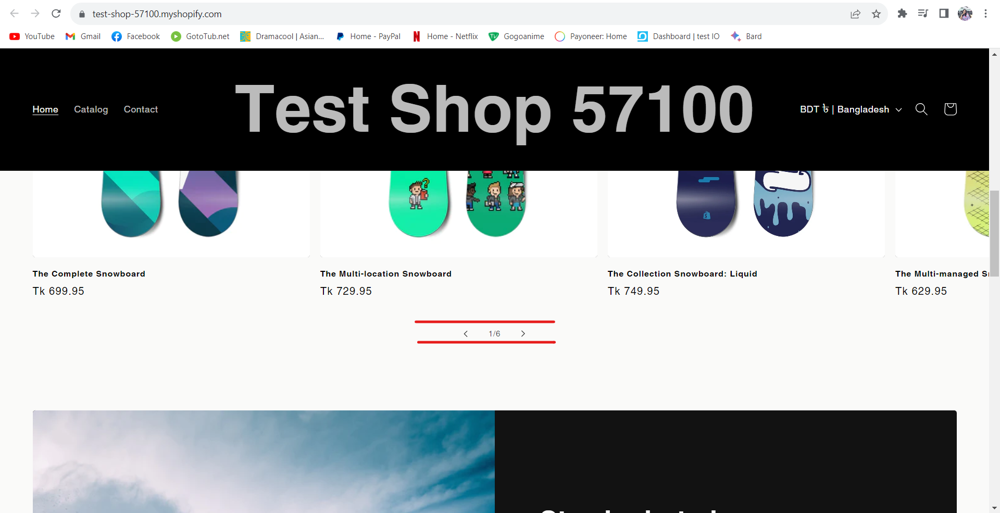 test-shop-57100.myshopify.com
YouTube Gmail Facebook GotoTub.net Dramacool | Asian... Home - PayPal Home - Netflix Gogoanime Payoneer: Home Dashboard | test IO Bard
Home Catalog Contact Test Shop 57100 BDT ৳ | Bangladesh
The Complete Snowboard The Multi-location Snowboard The Collection Snowboard: Liquid The Multi-managed
Tk 699.95 Tk 729.95 Tk 749.95 Tk 629.95
1/6